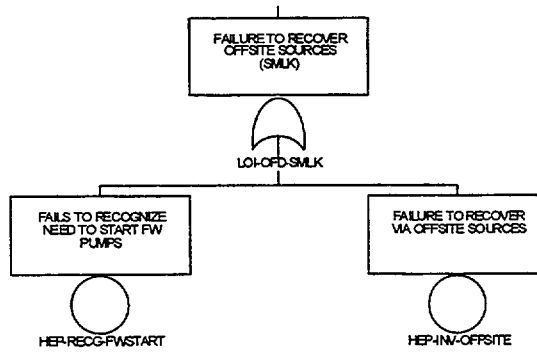 FAILURE TO RECOVER
OFFSITE SOURCES
(SMLK)
LOI-OFD-SMLK
FAILS TO RECOGNIZE
NEED TO START FW
PUMPS
FAILURE TO RECOVER
VIA OFFSITE SOURCES
HEP-RECG-FWSTART
HEP-INV-OFFSITE